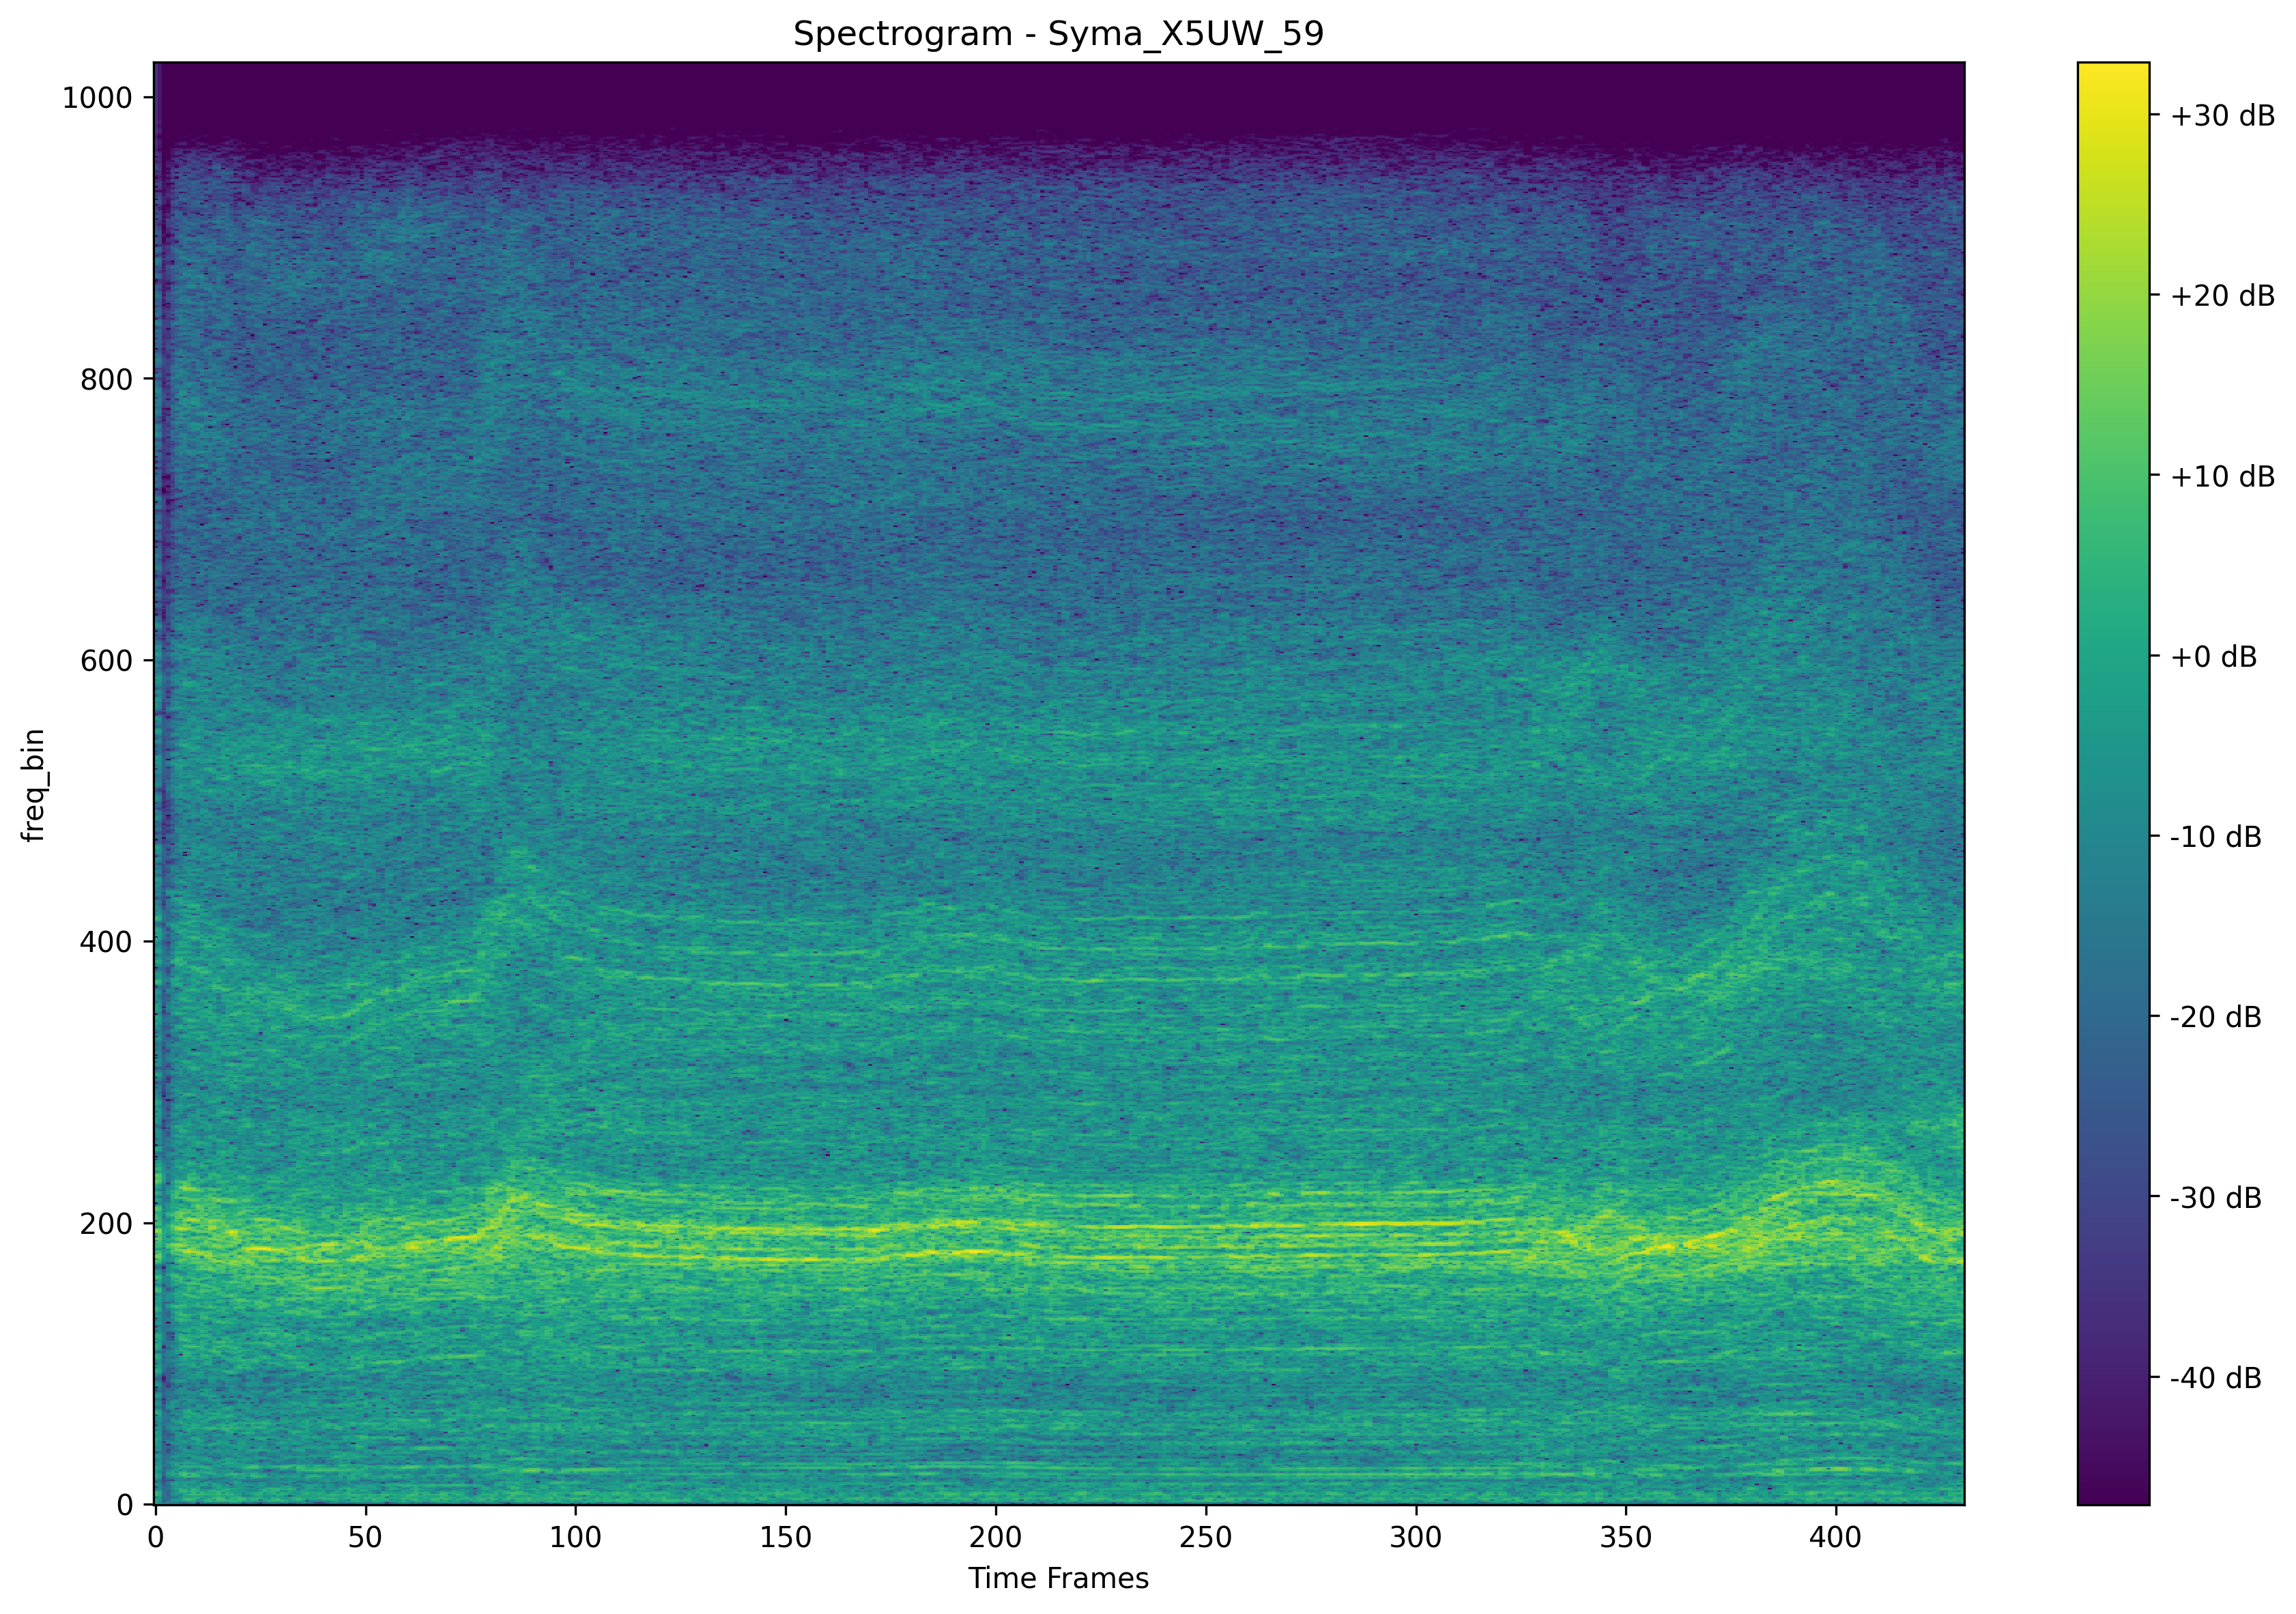 Spectrogram - Syma_X5UW_59
1000
800
600
400
200
0
freq_bin
0 50 100 150 200 250 300 350 400
Time Frames
+30 dB
+20 dB
+10 dB
+0 dB
-10 dB
-20 dB
-30 dB
-40 dB